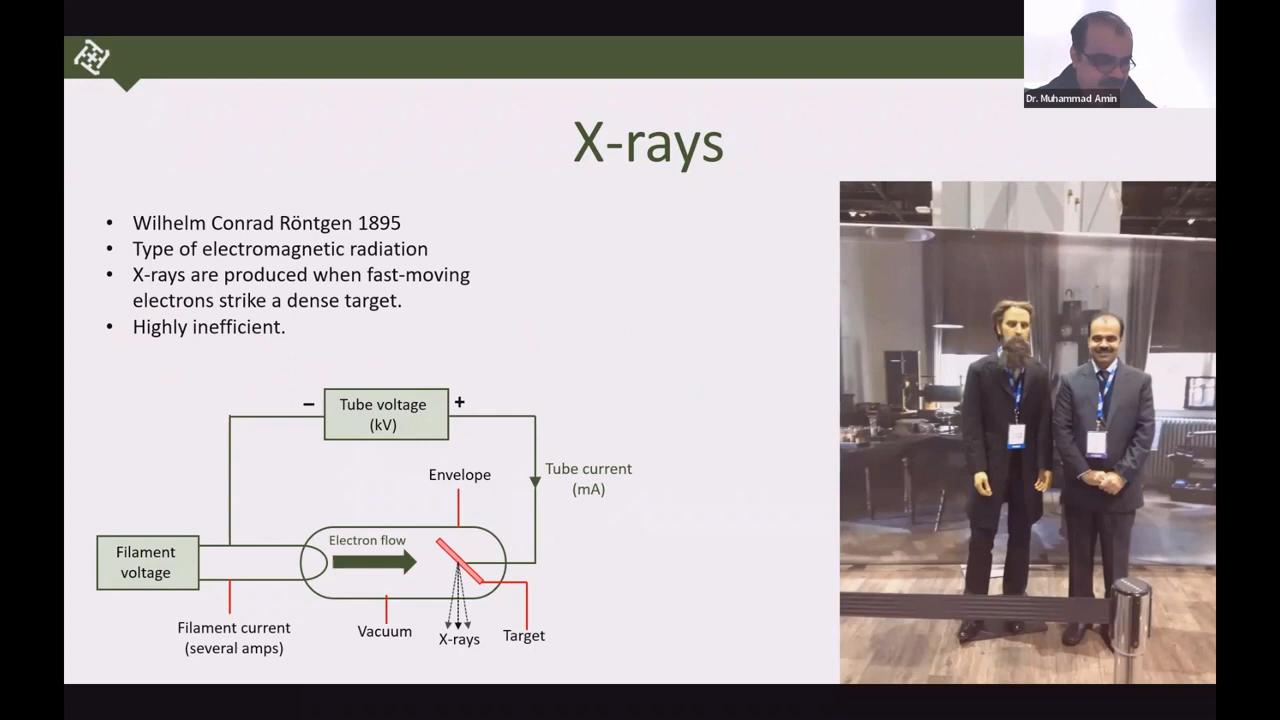 Dr. Muhammad Amin
X-rays
• Wilhelm Conrad Röntgen 1895
• Type of electromagnetic radiation
• X-rays are produced when fast-moving
electrons strike a dense target.
• Highly inefficient.
− Tube voltage +
(kV)
Tube current
(mA)
Envelope
Electron flow
Filament
voltage
Filament current
(several amps)
Vacuum
X-rays
Target